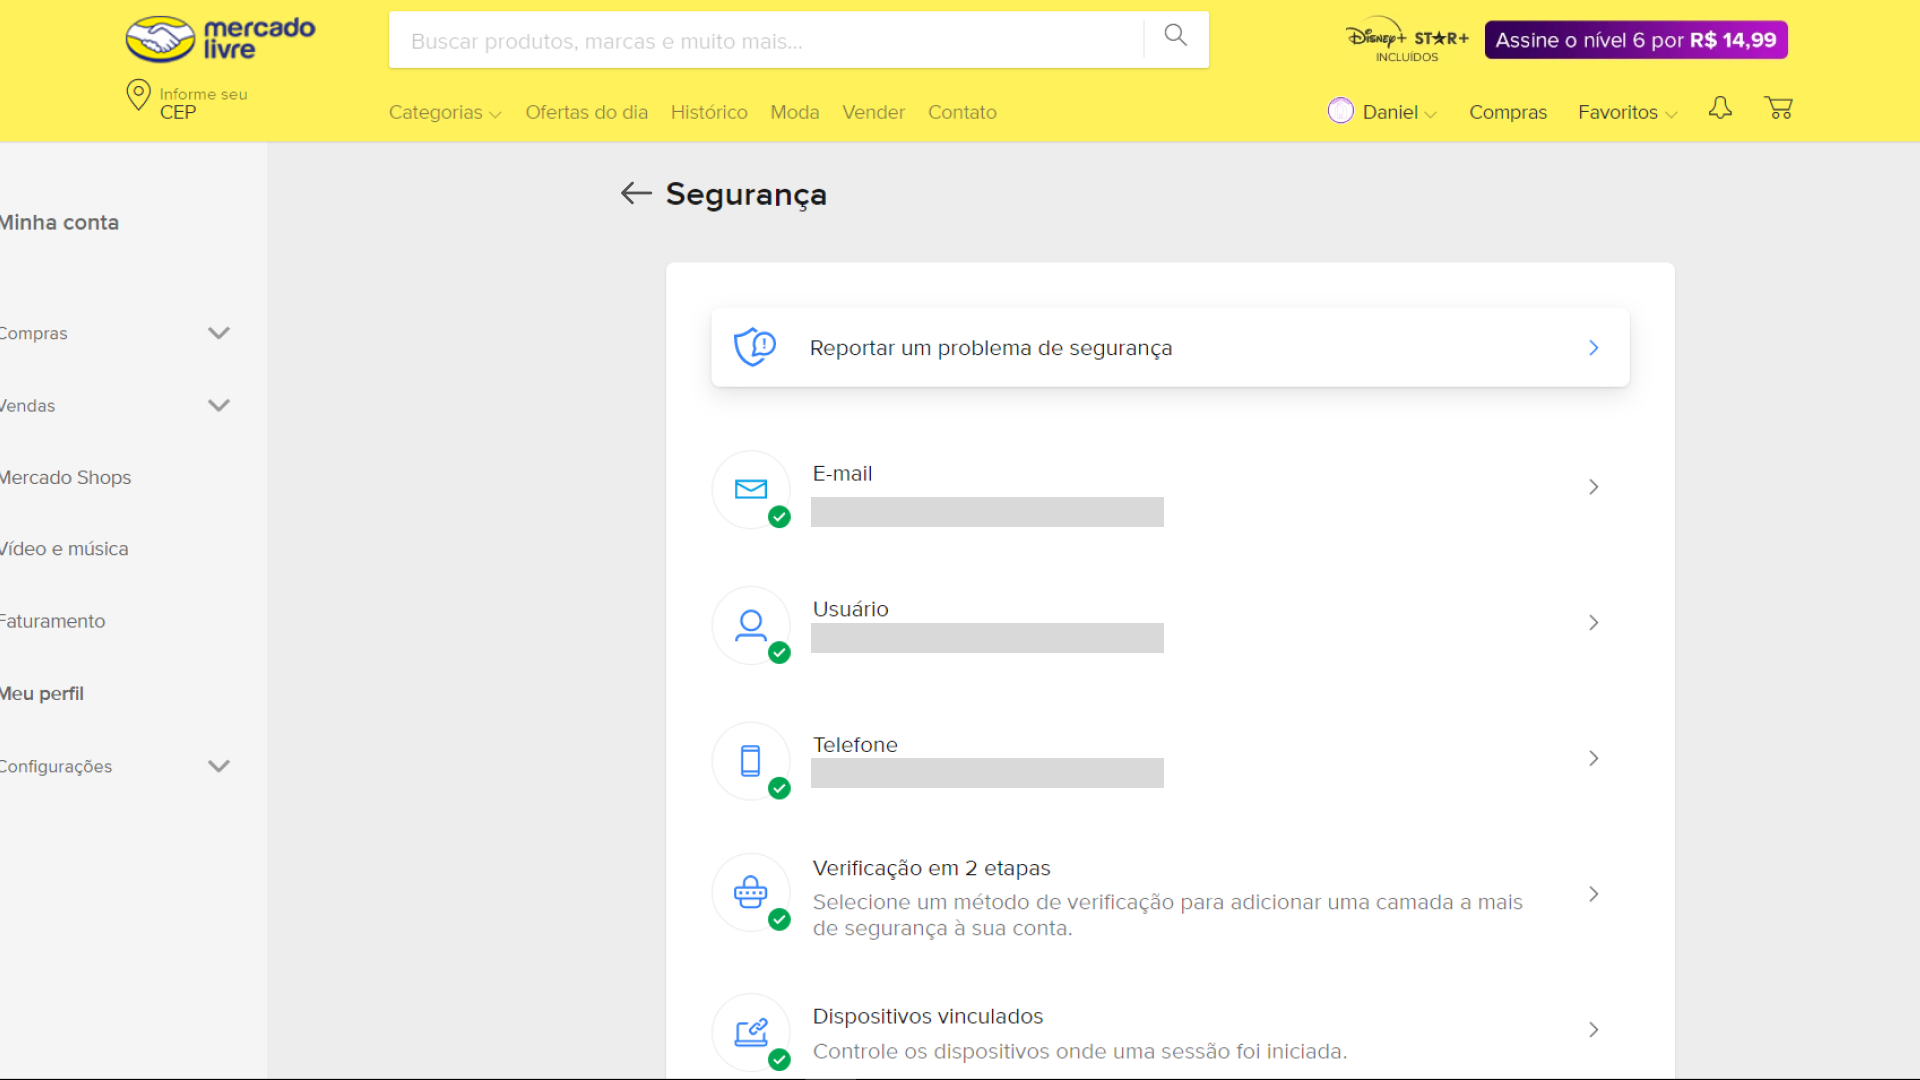 mercado
livre
Buscar produtos, marcas e muito mais...
Disney+ ST★R+
INCLUÍDOS
Assine o nível 6 por R$ 14,99
Informe seu
CEP
Categorias
Ofertas do dia
Histórico
Moda
Vender
Contato
Daniel
Compras
Favoritos
Minha conta
Compras
Vendas
Mercado Shops
Vídeo e música
Faturamento
Meu perfil
Configurações
Segurança
Reportar um problema de segurança
E-mail
Usuário
Telefone
Verificação em 2 etapas
Selecione um método de verificação para adicionar uma camada a mais
de segurança à sua conta.
Dispositivos vinculados
Controle os dispositivos onde uma sessão foi iniciada.